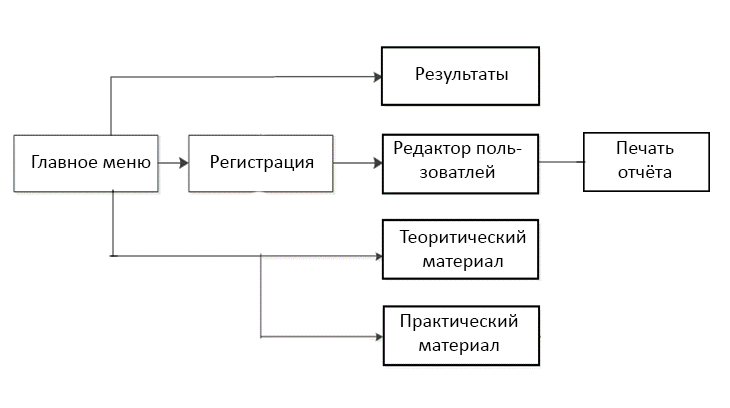 Результаты
Главное меню
Регистрация
Редактор поль-
зоватлей
Печать
отчёта
Теоритический
материал
Практический
материал